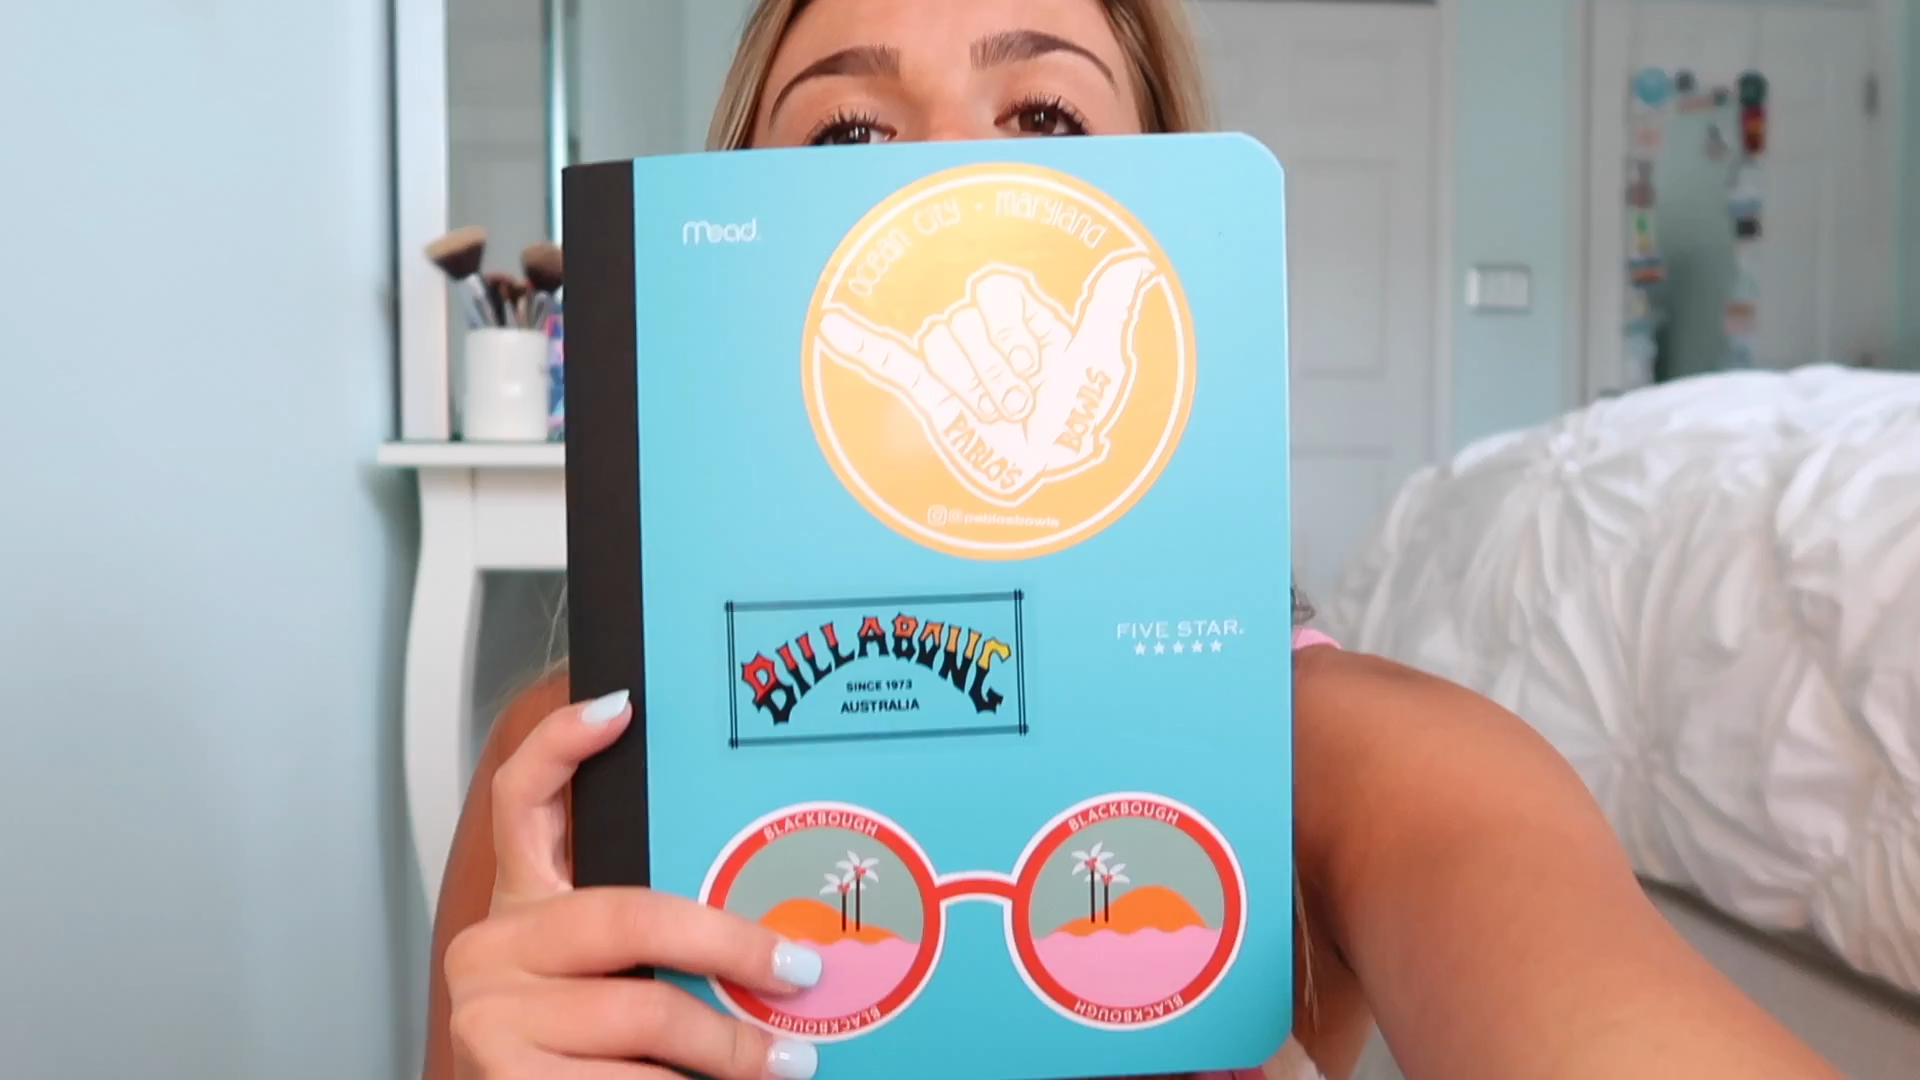 Mead
OCEAN CITY • MARYLAND
PABLO'S BOWLS
@pablosbowls
BILLABONG
SINCE 1973
AUSTRALIA
FIVE STAR.
BLACKBOUGH
BLACKBOUGH
BLACKBOUGH
BLACKBOUGH